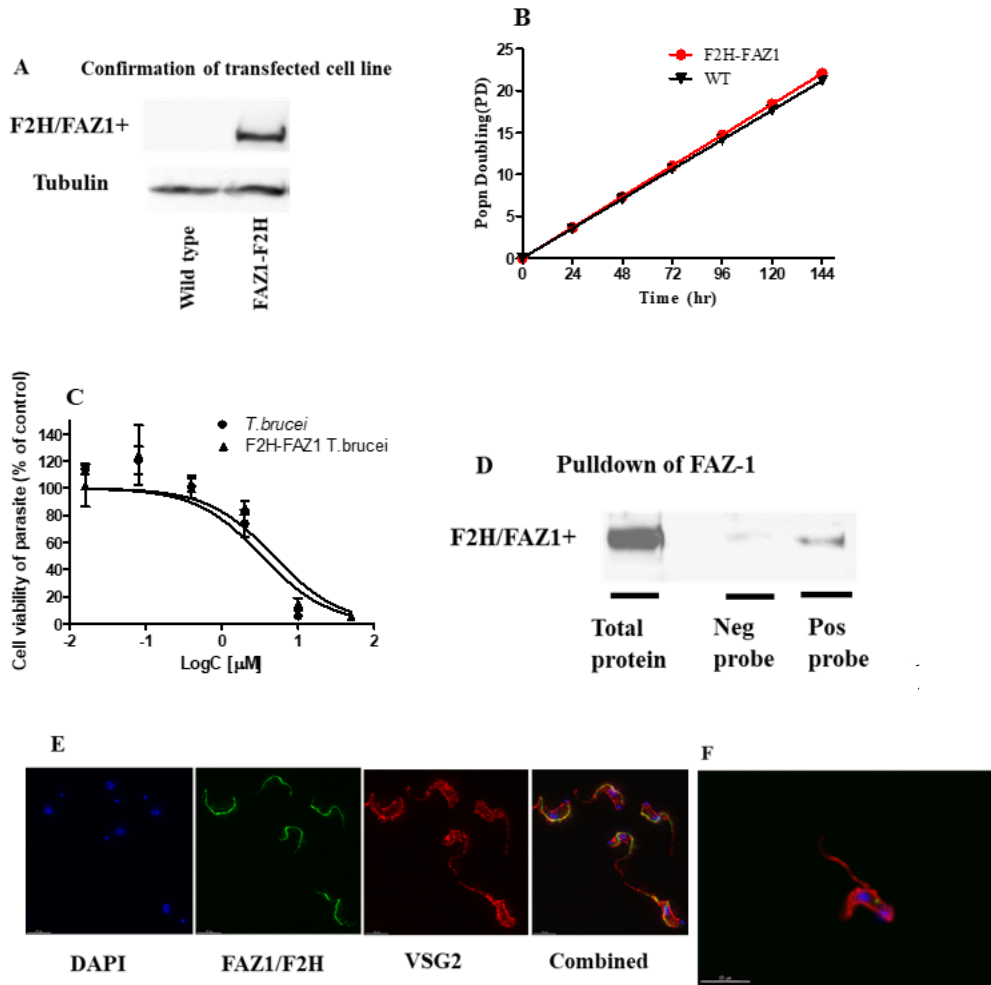 A Confirmation of transfected cell line
F2H/FAZ1+
Tubulin
Wild type
FAZ1-F2H
B
F2H-FAZ1
WT
Popn Doubling(PD)
25
20
15
10
5
0
0 24 48 72 96 120 144
Time (hr)
C
T.brucei
F2H-FAZ1 T.brucei
Cell viability of parasite (% of control)
140
120
100
80
60
40
20
0
-2 -1 0 1 2
LogC [µM]
D Pulldown of FAZ-1
F2H/FAZ1+
Total protein
Neg probe
Pos probe
E
DAPI
FAZ1/F2H
VSG2
Combined
F